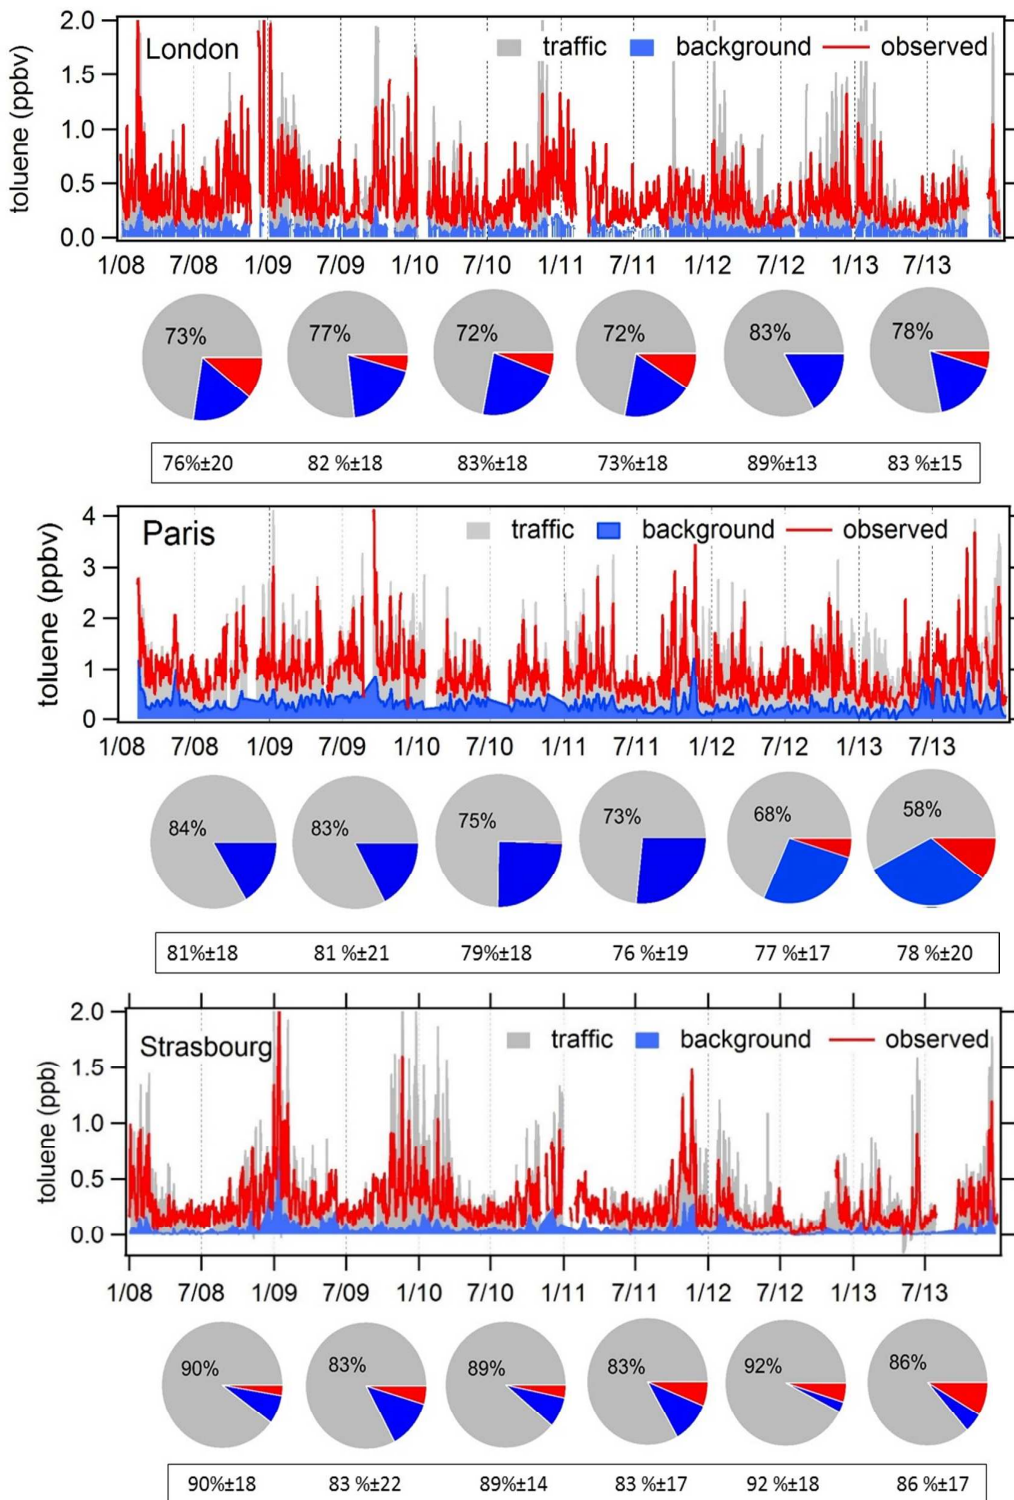 London
traffic background observed
toluene (ppbv)
2.0
1.5
1.0
0.5
0.0
1/08 7/08 1/09 7/09 1/10 7/10 1/11 7/11 1/12 7/12 1/13 7/13
73% 77% 72% 72% 83% 78%
76%±20 82 %±18 83%±18 73%±18 89%±13 83 %±15
Paris
traffic background observed
toluene (ppbv)
4
3
2
1
0
1/08 7/08 1/09 7/09 1/10 7/10 1/11 7/11 1/12 7/12 1/13 7/13
84% 83% 75% 73% 68% 58%
81%±18 81 %±21 79%±18 76 %±19 77 %±17 78 %±20
Strasbourg
traffic background observed
toluene (ppb)
2.0
1.5
1.0
0.5
0.0
1/08 7/08 1/09 7/09 1/10 7/10 1/11 7/11 1/12 7/12 1/13 7/13
90% 83% 89% 83% 92% 86%
90%±18 83 %±22 89%±14 83 %±17 92 %±18 86 %±17